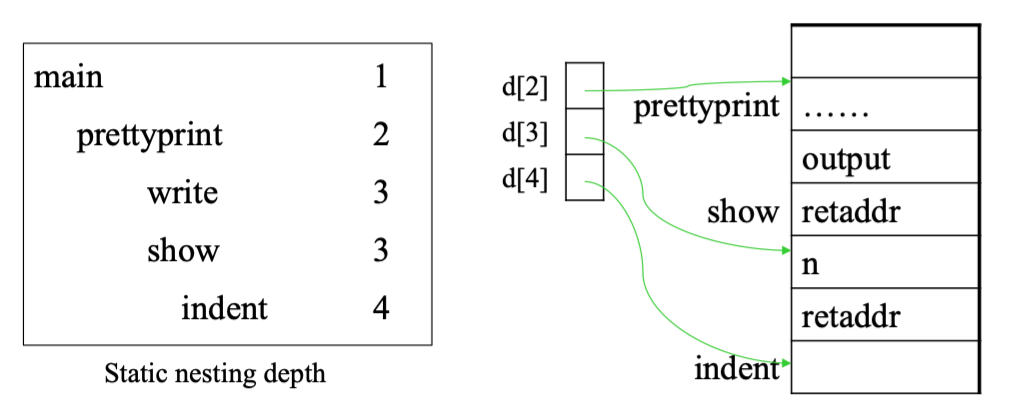 main 1
prettyprint 2
write 3
show 3
indent 4
Static nesting depth
d[2]
d[3]
d[4]
prettyprint
show
indent
......
output
retaddr
n
retaddr